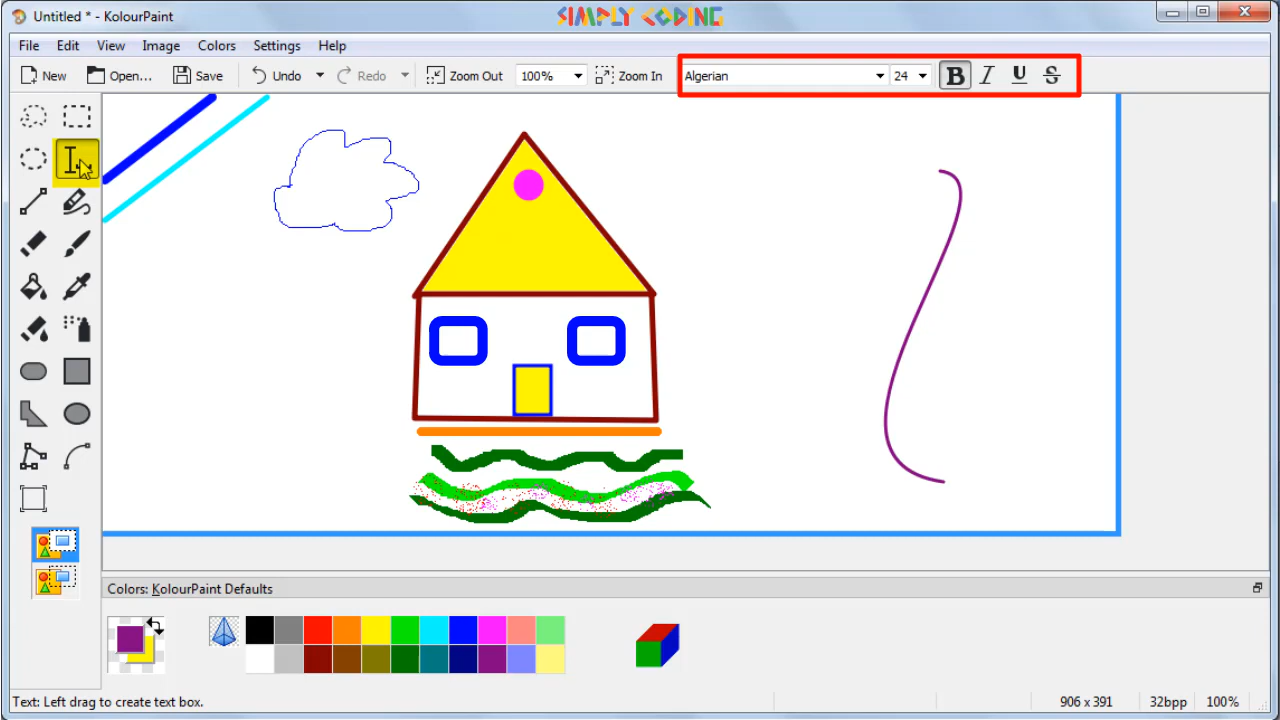 Untitled * - KolourPaint
SIMPLY CODING
File Edit View Image Colors Settings Help
New Open... Save Undo Redo Zoom Out 100% Zoom In Algerian 24 B I U S
Colors: KolourPaint Defaults
Text: Left drag to create text box. 906 x 391 32bpp 100%